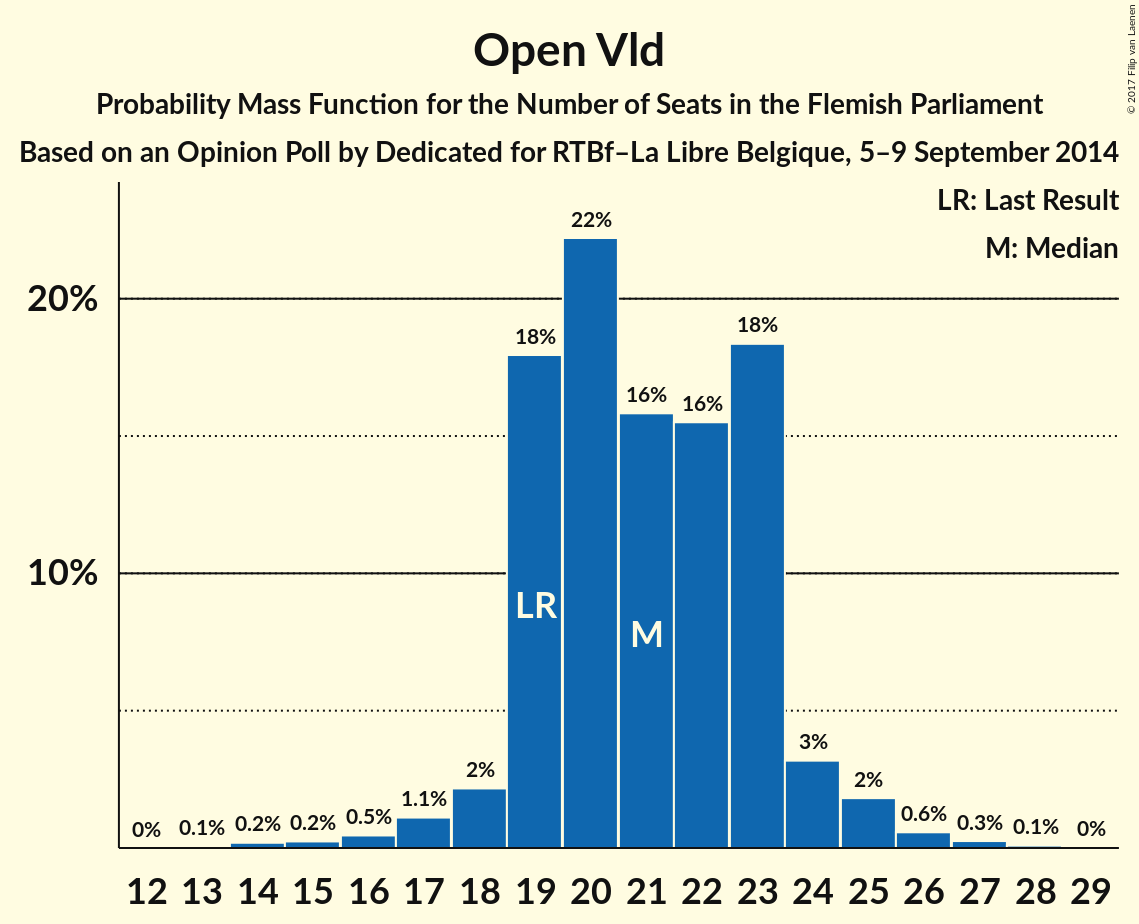 Open Vld
Probability Mass Function for the Number of Seats in the Flemish Parliament
Based on an Opinion Poll by Dedicated for RTBf–La Libre Belgique, 5–9 September 2014
© 2017 Filip van Laenen
LR: Last Result
M: Median
20%
10%
0%
0.1%
0.2%
0.2%
0.5%
1.1%
2%
18%
22%
16%
16%
18%
3%
2%
0.6%
0.3%
0.1%
0%
LR
M
12 13 14 15 16 17 18 19 20 21 22 23 24 25 26 27 28 29